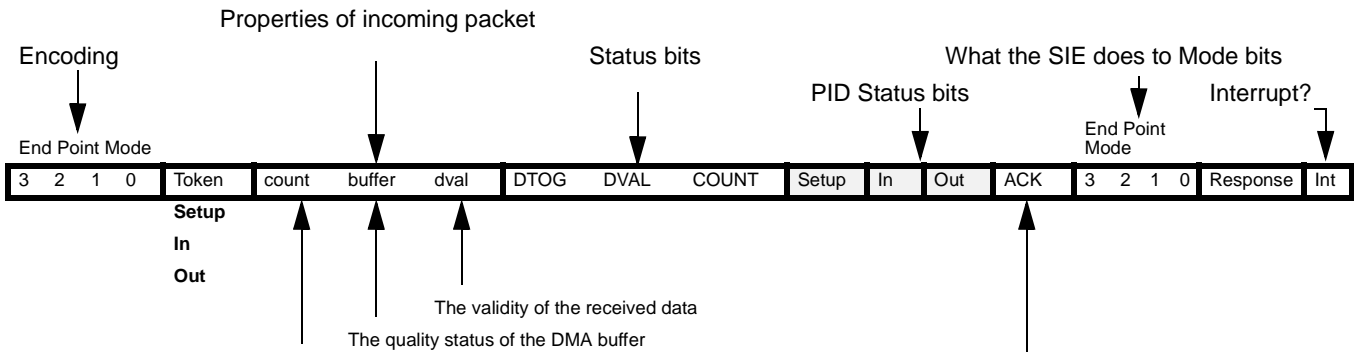 Properties of incoming packet
Encoding
Status bits
What the SIE does to Mode bits
PID Status bits
Interrupt?
End Point Mode
End Point
Mode
3 2 1 0 Token count buffer dval DTOG DVAL COUNT Setup In Out ACK 3 2 1 0 Response Int
Setup
In
Out
The validity of the received data
The quality status of the DMA buffer